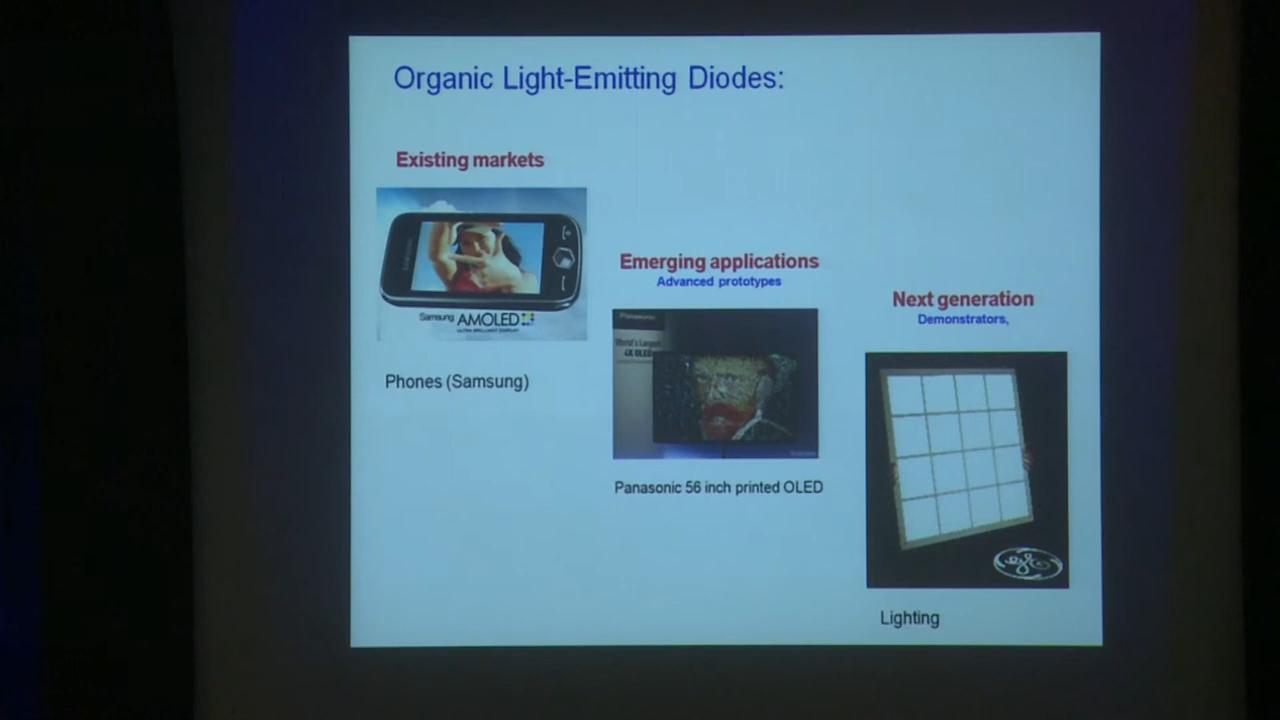 Organic Light-Emitting Diodes:
Existing markets
Samsung AMOLED
ULTRA BRILLIANT DISPLAY
Phones (Samsung)
Emerging applications
Advanced prototypes
Panasonic
World's Largest
4K OLED
Panasonic 56 inch printed OLED
Next generation
Demonstrators,
Lighting